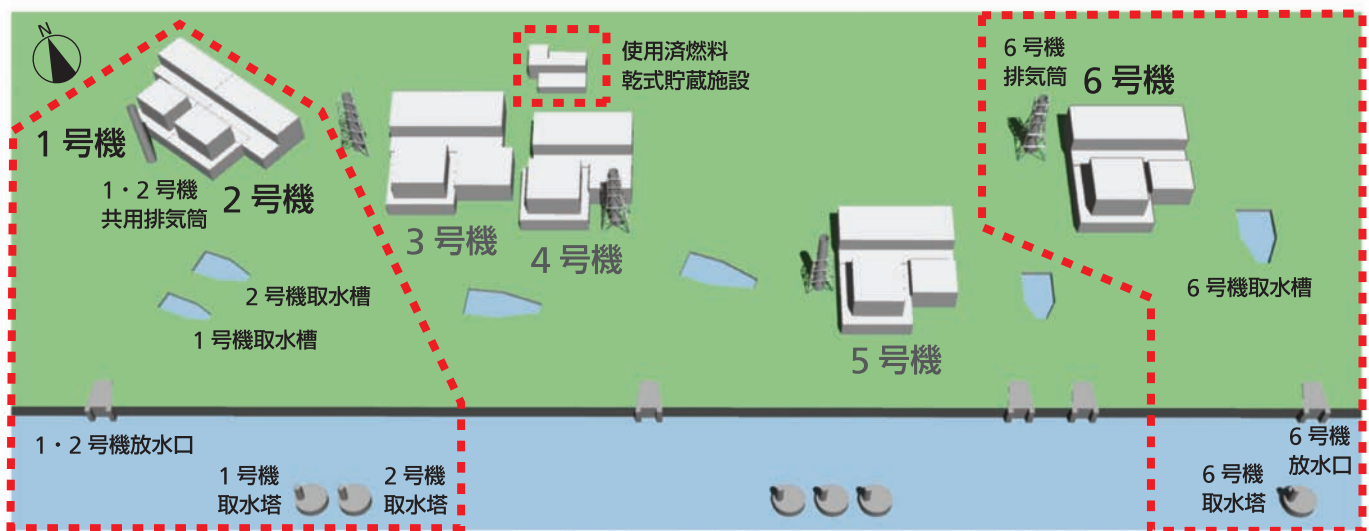 N
使用済燃料
乾式貯蔵施設
6 号機
排気筒
6 号機
1 号機
1・2 号機
共用排気筒
2 号機
3 号機
4 号機
2 号機取水槽
1 号機取水槽
6 号機取水槽
5 号機
1・2 号機放水口
1 号機
取水塔
2 号機
取水塔
6 号機
取水塔
6 号機
放水口